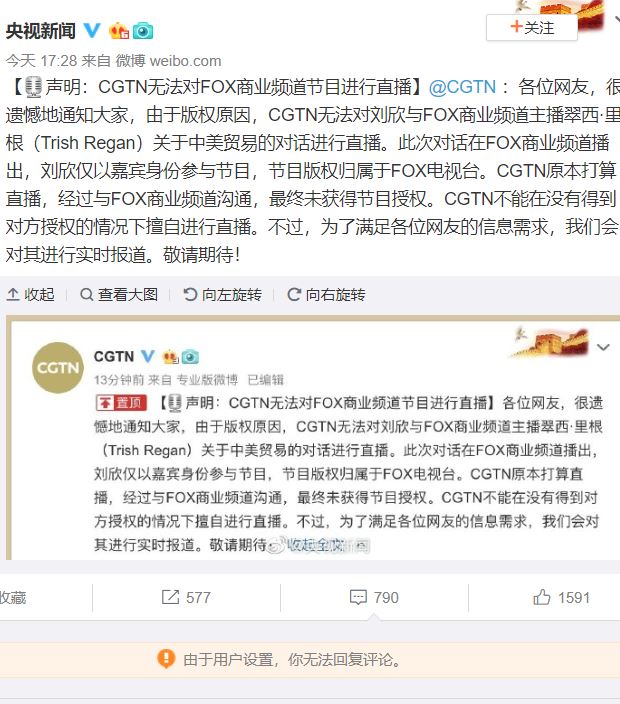 央视新闻
+关注
今天 17:28 来自 微博 weibo.com
【声明：CGTN无法对FOX商业频道节目进行直播】@CGTN ：各位网友，很
遗憾地通知大家，由于版权原因，CGTN无法对刘欣与FOX商业频道主播翠西·里
根（Trish Regan）关于中美贸易的对话进行直播。此次对话在FOX商业频道播
出，刘欣仅以嘉宾身份参与节目，节目版权归属于FOX电视台。CGTN原本打算
直播，经过与FOX商业频道沟通，最终未获得节目授权。CGTN不能在没有得到
对方授权的情况下擅自进行直播。不过，为了满足各位网友的信息需求，我们会
对其进行实时报道。敬请期待！
收起 查看大图 向左旋转 向右旋转
CGTN
CGTN
13分钟前 来自 专业版微博 已编辑
置顶 【声明：CGTN无法对FOX商业频道节目进行直播】各位网友，很遗
憾地通知大家，由于版权原因，CGTN无法对刘欣与FOX商业频道主播翠西·里根
（Trish Regan）关于中美贸易的对话进行直播。此次对话在FOX商业频道播出，
刘欣仅以嘉宾身份参与节目，节目版权归属于FOX电视台。CGTN原本打算直
播，经过与FOX商业频道沟通，最终未获得节目授权。CGTN不能在没有得到对
方授权的情况下擅自进行直播。不过，为了满足各位网友的信息需求，我们会对
其进行实时报道。敬请期待 收起全文
收藏 577 790 1591
由于用户设置，你无法回复评论。